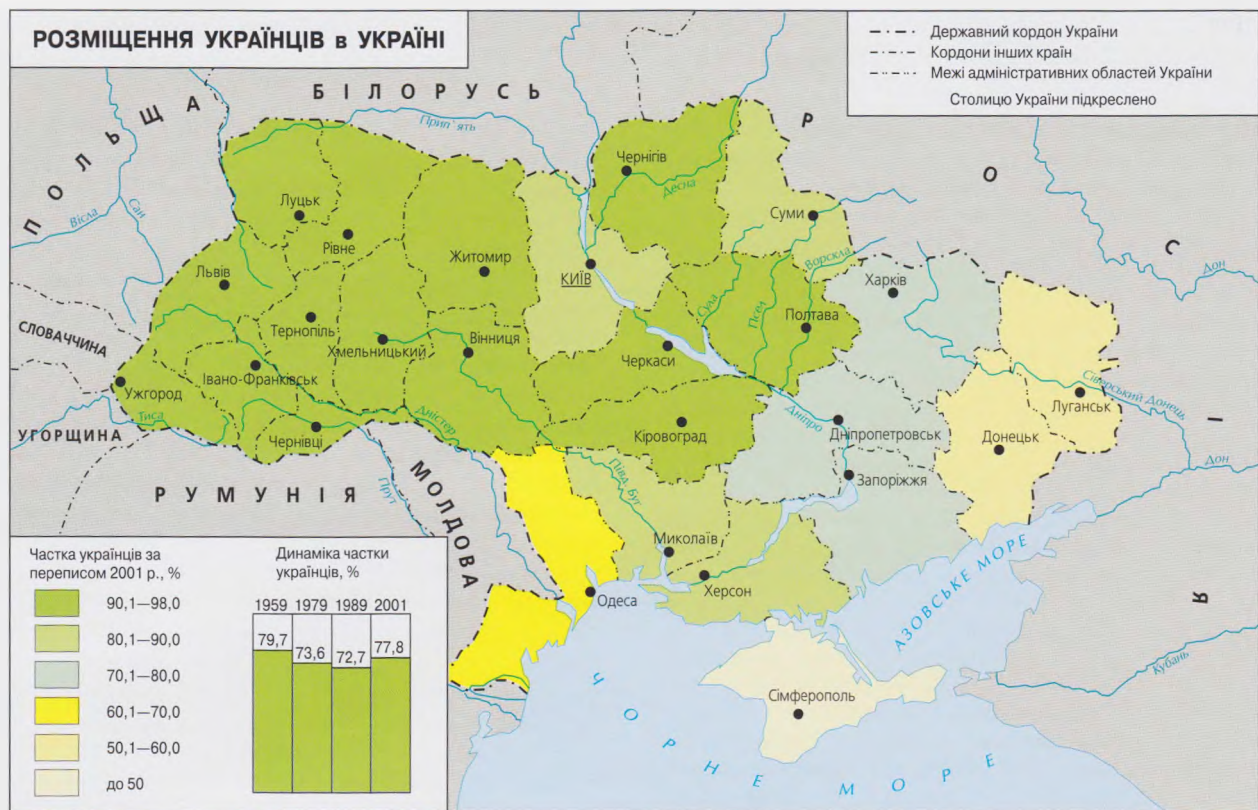 РОЗМІЩЕННЯ УКРАЇНЦІВ в УКРАЇНІ
Державний кордон України
Кордони інших країн
Межі адміністративних областей України
Столицю України підкреслено
ПОЛЬЩА
БІЛОРУСЬ
РОСІЯ
СЛОВАЧЧИНА
УГОРЩИНА
РУМУНІЯ
МОЛДОВА
Прип'ять
Чернігів
Десна
Вісла
Сан
Луцьк
Рівне
Суми
Житомир
КИЇВ
Ворскла
Дон
Львів
Харків
Сула
Псел
Полтава
Тернопіль
Хмельницький
Вінниця
Черкаси
Івано-Франківськ
Ужгород
Сіверський Донець
Луганськ
Тиса
Чернівці
Дністер
Кіровоград
Дніпро
Дніпропетровськ
Донецьк
Прут
Півд. Буг
Запоріжжя
Дон
Миколаїв
Херсон
Одеса
АЗОВСЬКЕ МОРЕ
Кубань
Сімферополь
ЧОРНЕ МОРЕ
Частка українців за
переписом 2001 р., %
90,1—98,0
80,1—90,0
70,1—80,0
60,1—70,0
50,1—60,0
до 50
Динаміка частки
українців, %
1959 1979 1989 2001
79,7 73,6 72,7 77,8